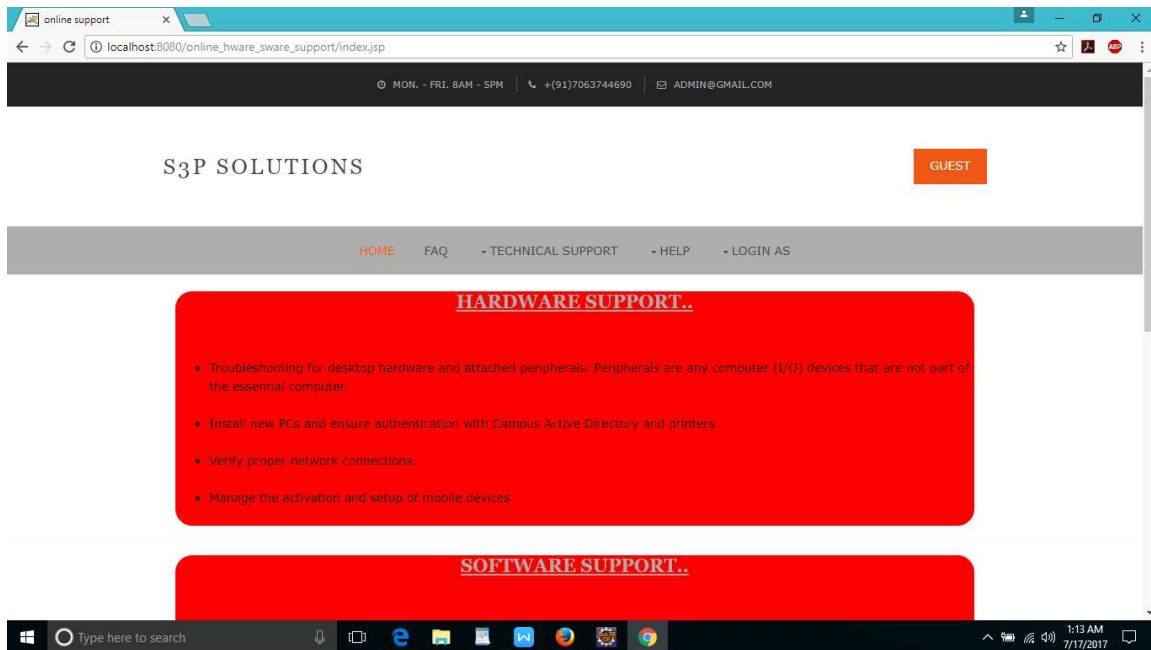 online support
localhost:8080/online_hware_sware_support/index.jsp
ABP
MON. - FRI. 8AM - 5PM
+(91)7063744690
ADMIN@GMAIL.COM
S3P SOLUTIONS
GUEST
HOME FAQ TECHNICAL SUPPORT HELP LOGIN AS
HARDWARE SUPPORT..
• Troubleshooting for desktop hardware and attached peripherals. Peripherals are any computer (I/O) devices that are not part of
the essential computer.
• Install new PCs and ensure authentication with Campus Active Directory and printers.
• Verify proper network connections.
• Manage the activation and setup of mobile devices.
SOFTWARE SUPPORT..
Type here to search
1:13 AM
7/17/2017